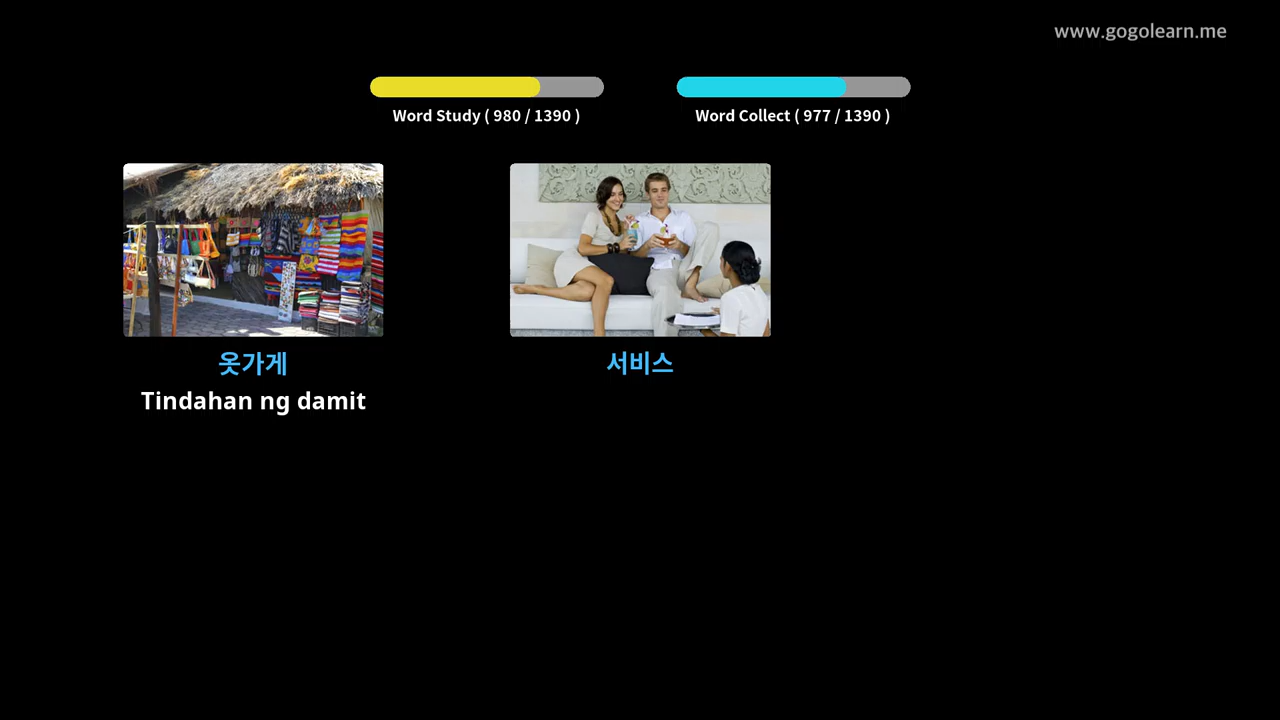 www.gogolearn.me
Word Study ( 980 / 1390 )
Word Collect ( 977 / 1390 )
옷가게
Tindahan ng damit
서비스